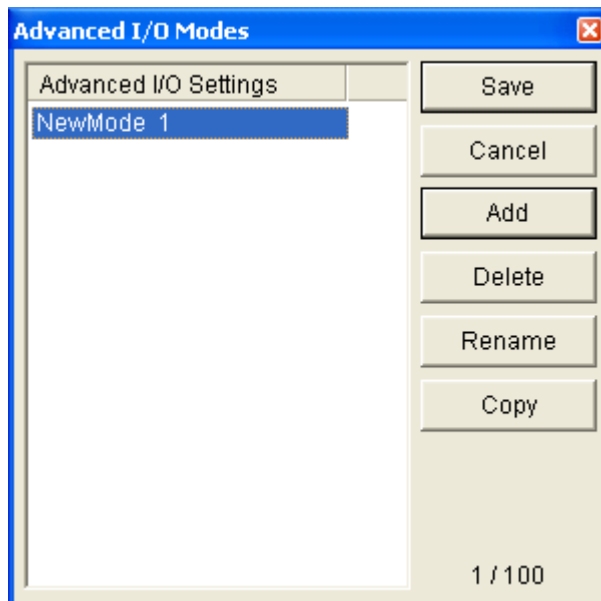 Advanced I/O Modes
Advanced I/O Settings
NewMode 1
Save
Cancel
Add
Delete
Rename
Copy
1 / 100